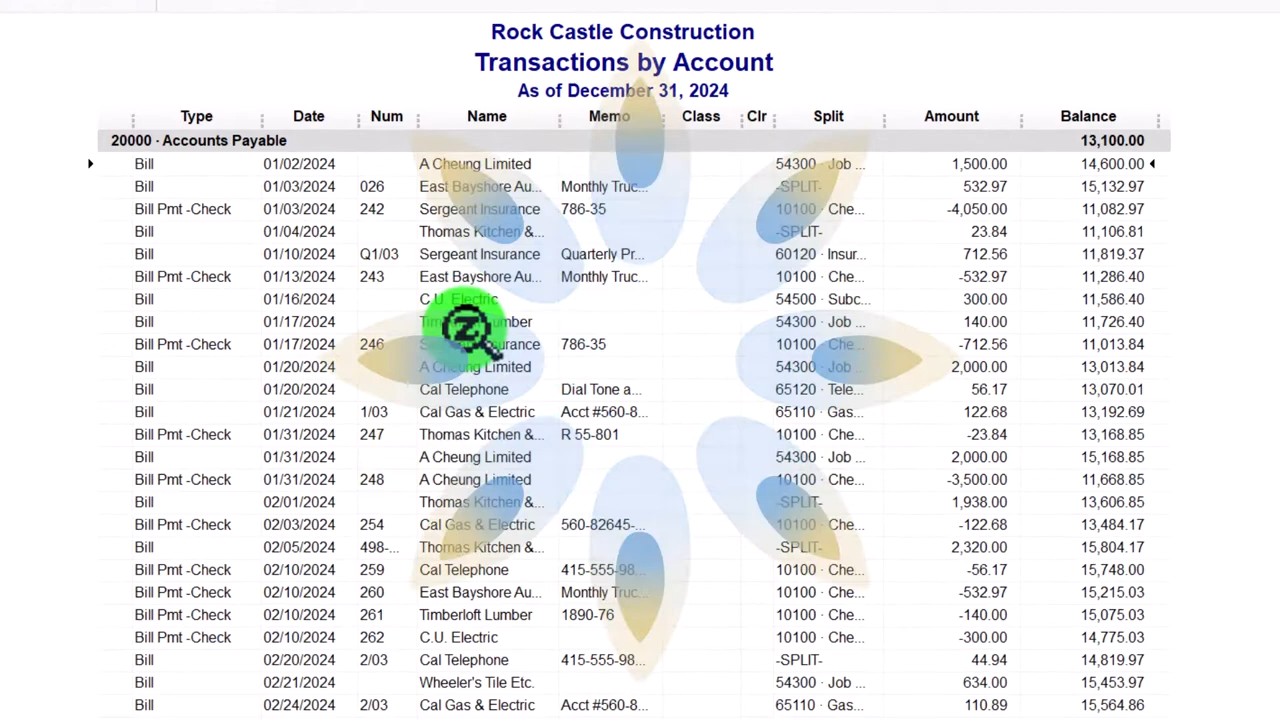 Rock Castle Construction
Transactions by Account
As of December 31, 2024
Type Date Num Name Memo Class Clr Split Amount Balance
20000 · Accounts Payable 13,100.00
Bill 01/02/2024 A Cheung Limited 54300 · Job ... 1,500.00 14,600.00
Bill 01/03/2024 026 East Bayshore Au... Monthly Truc... -SPLIT- 532.97 15,132.97
Bill Pmt -Check 01/03/2024 242 Sergeant Insurance 786-35 10100 · Che... -4,050.00 11,082.97
Bill 01/04/2024 Thomas Kitchen &... -SPLIT- 23.84 11,106.81
Bill 01/10/2024 Q1/03 Sergeant Insurance Quarterly Pr... 60120 · Insur... 712.56 11,819.37
Bill Pmt -Check 01/13/2024 243 East Bayshore Au... Monthly Truc... 10100 · Che... -532.97 11,286.40
Bill 01/16/2024 C.U. Electric 54500 · Subc... 300.00 11,586.40
Bill 01/17/2024 54300 · Job ... 140.00 11,726.40
Bill Pmt -Check 01/17/2024 246 786-35 10100 · Che... -712.56 11,013.84
Bill 01/20/2024 A Cheung Limited 54300 · Job ... 2,000.00 13,013.84
Bill 01/20/2024 Cal Telephone Dial Tone a... 65120 · Tele... 56.17 13,070.01
Bill 01/21/2024 1/03 Cal Gas & Electric Acct #560-8... 65110 · Gas... 122.68 13,192.69
Bill Pmt -Check 01/31/2024 247 Thomas Kitchen &... R 55-801 10100 · Che... -23.84 13,168.85
Bill 01/31/2024 A Cheung Limited 54300 · Job ... 2,000.00 15,168.85
Bill Pmt -Check 01/31/2024 248 A Cheung Limited 10100 · Che... -3,500.00 11,668.85
Bill 02/01/2024 Thomas Kitchen &... -SPLIT- 1,938.00 13,606.85
Bill Pmt -Check 02/03/2024 254 Cal Gas & Electric 560-82645-... 10100 · Che... -122.68 13,484.17
Bill 02/05/2024 498-... Thomas Kitchen &... -SPLIT- 2,320.00 15,804.17
Bill Pmt -Check 02/10/2024 259 Cal Telephone 415-555-98... 10100 · Che... -56.17 15,748.00
Bill Pmt -Check 02/10/2024 260 East Bayshore Au... Monthly Truc... 10100 · Che... -532.97 15,215.03
Bill Pmt -Check 02/10/2024 261 Timberloft Lumber 1890-76 10100 · Che... -140.00 15,075.03
Bill Pmt -Check 02/10/2024 262 C.U. Electric 10100 · Che... -300.00 14,775.03
Bill 02/20/2024 2/03 Cal Telephone 415-555-98... -SPLIT- 44.94 14,819.97
Bill 02/21/2024 Wheeler's Tile Etc. 54300 · Job ... 634.00 15,453.97
Bill 02/24/2024 2/03 Cal Gas & Electric Acct #560-8... 65110 · Gas... 110.89 15,564.86